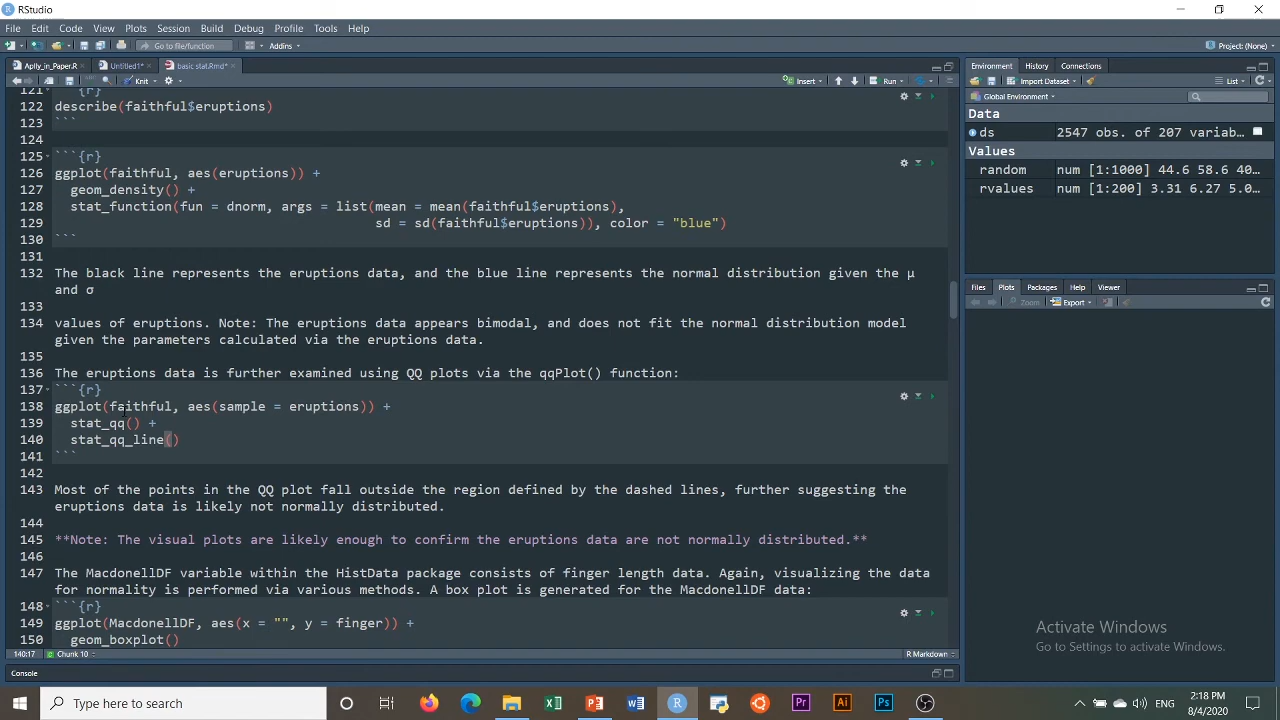 RStudio
File Edit Code View Plots Session Build Debug Profile Tools Help
Go to file/function Addins Project: (None)
Aplly_in_Paper.R Untitled1* basic stat.Rmd*
Knit Insert Run
121 ```{r}
122 describe(faithful$eruptions)
123 ```
124
125 ```{r}
126 ggplot(faithful, aes(eruptions)) +
127 geom_density() +
128 stat_function(fun = dnorm, args = list(mean = mean(faithful$eruptions),
129 sd = sd(faithful$eruptions)), color = "blue")
130 ```
131
132 The black line represents the eruptions data, and the blue line represents the normal distribution given the μ
and σ
133
134 values of eruptions. Note: The eruptions data appears bimodal, and does not fit the normal distribution model
given the parameters calculated via the eruptions data.
135
136 The eruptions data is further examined using QQ plots via the qqPlot() function:
137 ```{r}
138 ggplot(faithful, aes(sample = eruptions)) +
139 stat_qq() +
140 stat_qq_line()
141 ```
142
143 Most of the points in the QQ plot fall outside the region defined by the dashed lines, further suggesting the
eruptions data is likely not normally distributed.
144
145 **Note: The visual plots are likely enough to confirm the eruptions data are not normally distributed.**
146
147 The MacdonellDF variable within the HistData package consists of finger length data. Again, visualizing the data
for normality is performed via various methods. A box plot is generated for the MacdonellDF data:
148 ```{r}
149 ggplot(MacdonellDF, aes(x = "", y = finger)) +
150 geom_boxplot()
140:17 Chunk 10 R Markdown
Console
Environment History Connections
Import Dataset List
Global Environment
Data
ds 2547 obs. of 207 variab…
Values
random num [1:1000] 44.6 58.6 40…
rvalues num [1:200] 3.31 6.27 5.0…
Files Plots Packages Help Viewer
Zoom Export
Activate Windows
Go to Settings to activate Windows.
Type here to search
Pr Ai Ps
ENG
2:18 PM
8/4/2020